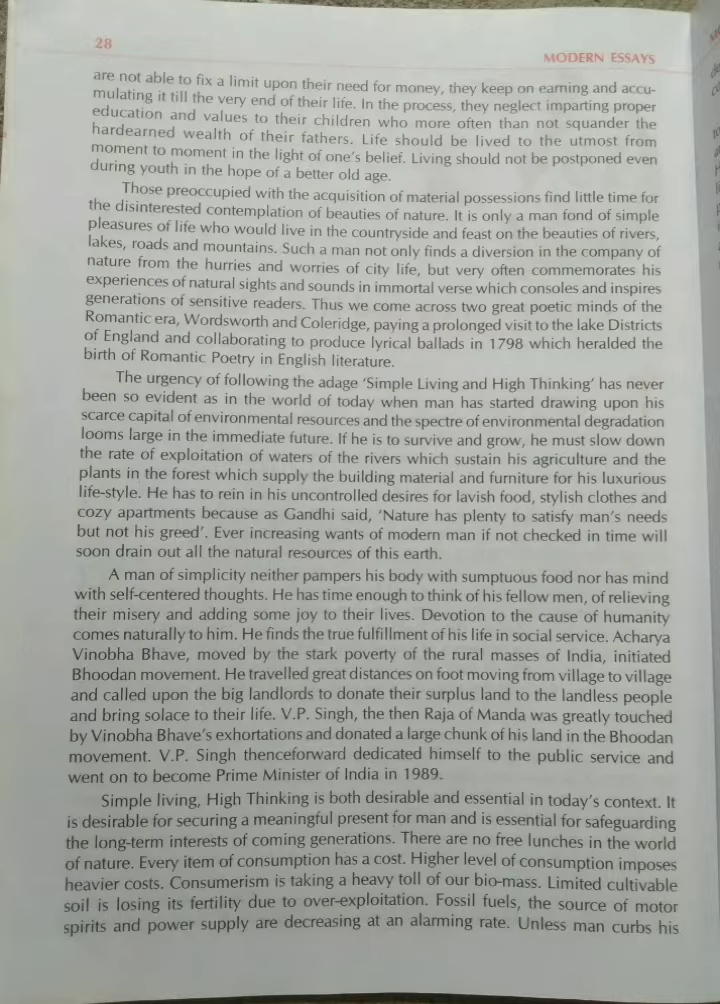 28
MODERN ESSAYS
are not able to fix a limit upon their need for money, they keep on earning and accu-
mulating it till the very end of their life. In the process, they neglect imparting proper
education and values to their children who more often than not squander the
hardearned wealth of their fathers. Life should be lived to the utmost from
moment to moment in the light of one's belief. Living should not be postponed even
during youth in the hope of a better old age.
Those preoccupied with the acquisition of material possessions find little time for
the disinterested contemplation of beauties of nature. It is only a man fond of simple
pleasures of life who would live in the countryside and feast on the beauties of rivers,
lakes, roads and mountains. Such a man not only finds a diversion in the company of
nature from the hurries and worries of city life, but very often commemorates his
experiences of natural sights and sounds in immortal verse which consoles and inspires
generations of sensitive readers. Thus we come across two great poetic minds of the
Romantic era, Wordsworth and Coleridge, paying a prolonged visit to the lake Districts
of England and collaborating to produce lyrical ballads in 1798 which heralded the
birth of Romantic Poetry in English literature.
The urgency of following the adage 'Simple Living and High Thinking' has never
been so evident as in the world of today when man has started drawing upon his
scarce capital of environmental resources and the spectre of environmental degradation
looms large in the immediate future. If he is to survive and grow, he must slow down
the rate of exploitation of waters of the rivers which sustain his agriculture and the
plants in the forest which supply the building material and furniture for his luxurious
life-style. He has to rein in his uncontrolled desires for lavish food, stylish clothes and
cozy apartments because as Gandhi said, 'Nature has plenty to satisfy man's needs
but not his greed'. Ever increasing wants of modern man if not checked in time will
soon drain out all the natural resources of this earth.
A man of simplicity neither pampers his body with sumptuous food nor has mind
with self-centered thoughts. He has time enough to think of his fellow men, of relieving
their misery and adding some joy to their lives. Devotion to the cause of humanity
comes naturally to him. He finds the true fulfillment of his life in social service. Acharya
Vinobha Bhave, moved by the stark poverty of the rural masses of India, initiated
Bhoodan movement. He travelled great distances on foot moving from village to village
and called upon the big landlords to donate their surplus land to the landless people
and bring solace to their life. V.P. Singh, the then Raja of Manda was greatly touched
by Vinobha Bhave's exhortations and donated a large chunk of his land in the Bhoodan
movement. V.P. Singh thenceforward dedicated himself to the public service and
went on to become Prime Minister of India in 1989.
Simple living, High Thinking is both desirable and essential in today's context. It
is desirable for securing a meaningful present for man and is essential for safeguarding
the long-term interests of coming generations. There are no free lunches in the world
of nature. Every item of consumption has a cost. Higher level of consumption imposes
heavier costs. Consumerism is taking a heavy toll of our bio-mass. Limited cultivable
soil is losing its fertility due to over-exploitation. Fossil fuels, the source of motor
spirits and power supply are decreasing at an alarming rate. Unless man curbs his